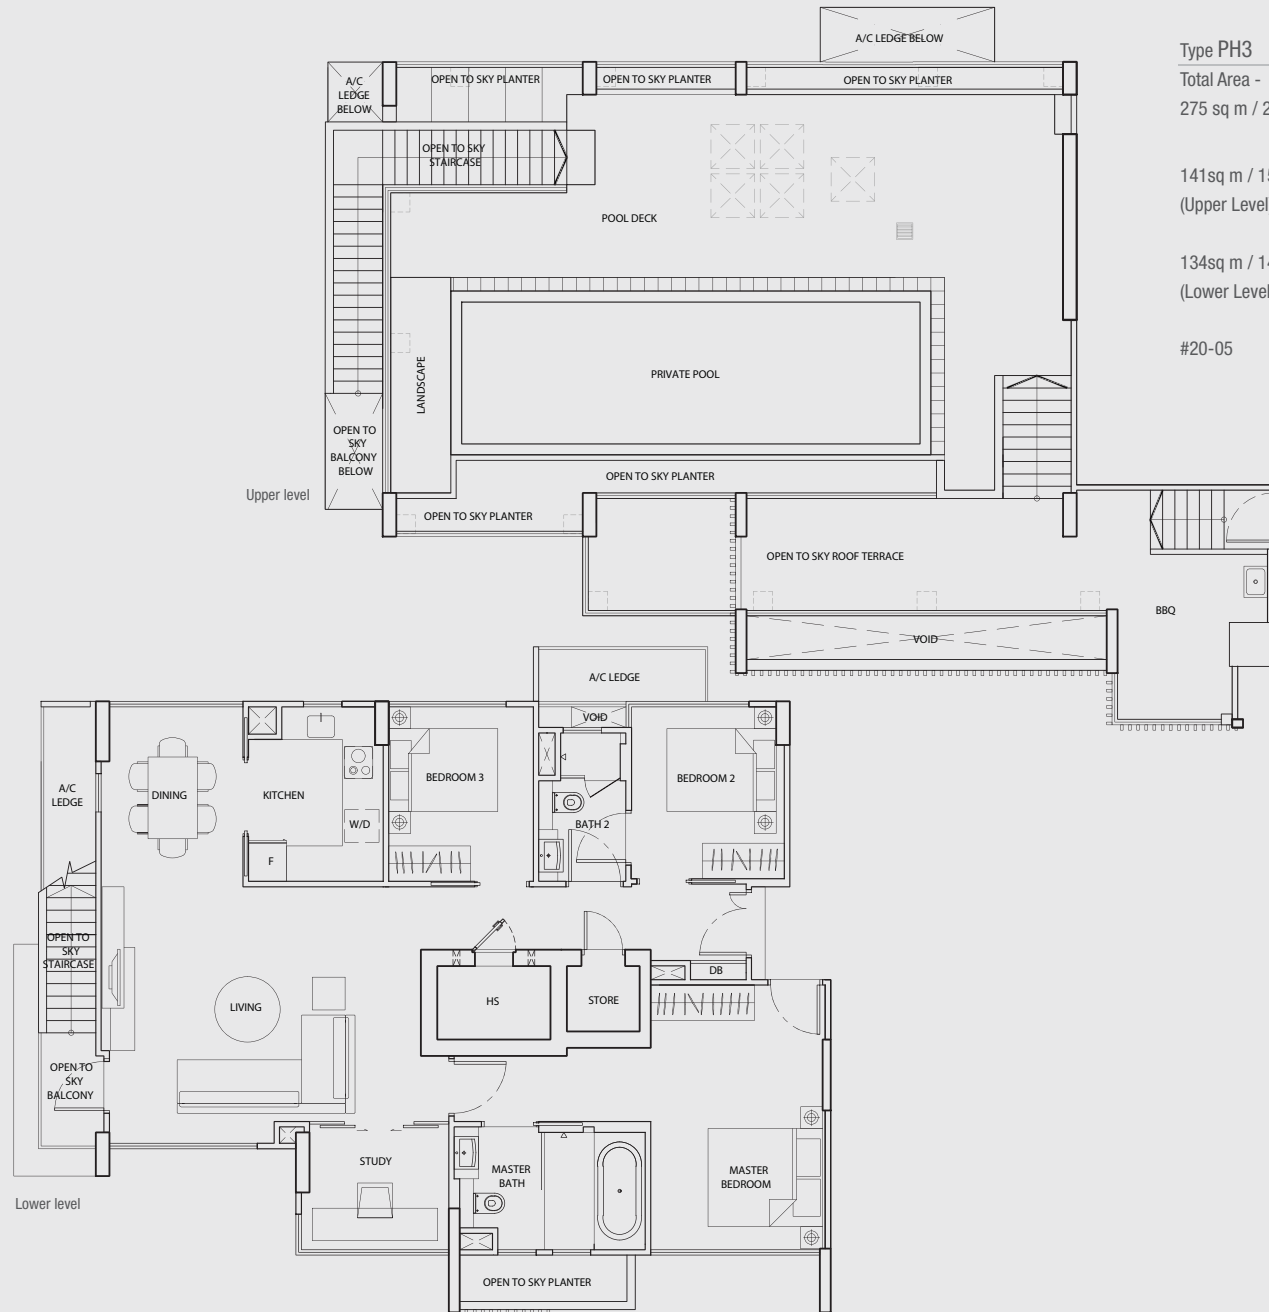 A/C LEDGE BELOW
Type PH3
Total Area -
275 sq m /
141sq m /
(Upper Level
134sq m /
(Lower Level
#20-05
A/C
LEDGE
BELOW
OPEN TO SKY PLANTER
OPEN TO SKY PLANTER
OPEN TO SKY PLANTER
OPEN TO SKY
STAIRCASE
POOL DECK
LANDSCAPE
PRIVATE POOL
OPEN TO
SKY
BALCONY
BELOW
OPEN TO SKY PLANTER
Upper level
OPEN TO SKY PLANTER
OPEN TO SKY ROOF TERRACE
BBQ
VOID
A/C LEDGE
VOID
A/C
LEDGE
DINING
KITCHEN
W/D
F
BEDROOM 3
BATH 2
BEDROOM 2
OPEN TO
SKY
STAIRCASE
LIVING
HS
STORE
DB
OPEN TO
SKY
BALCONY
STUDY
MASTER
BATH
MASTER
BEDROOM
Lower level
OPEN TO SKY PLANTER